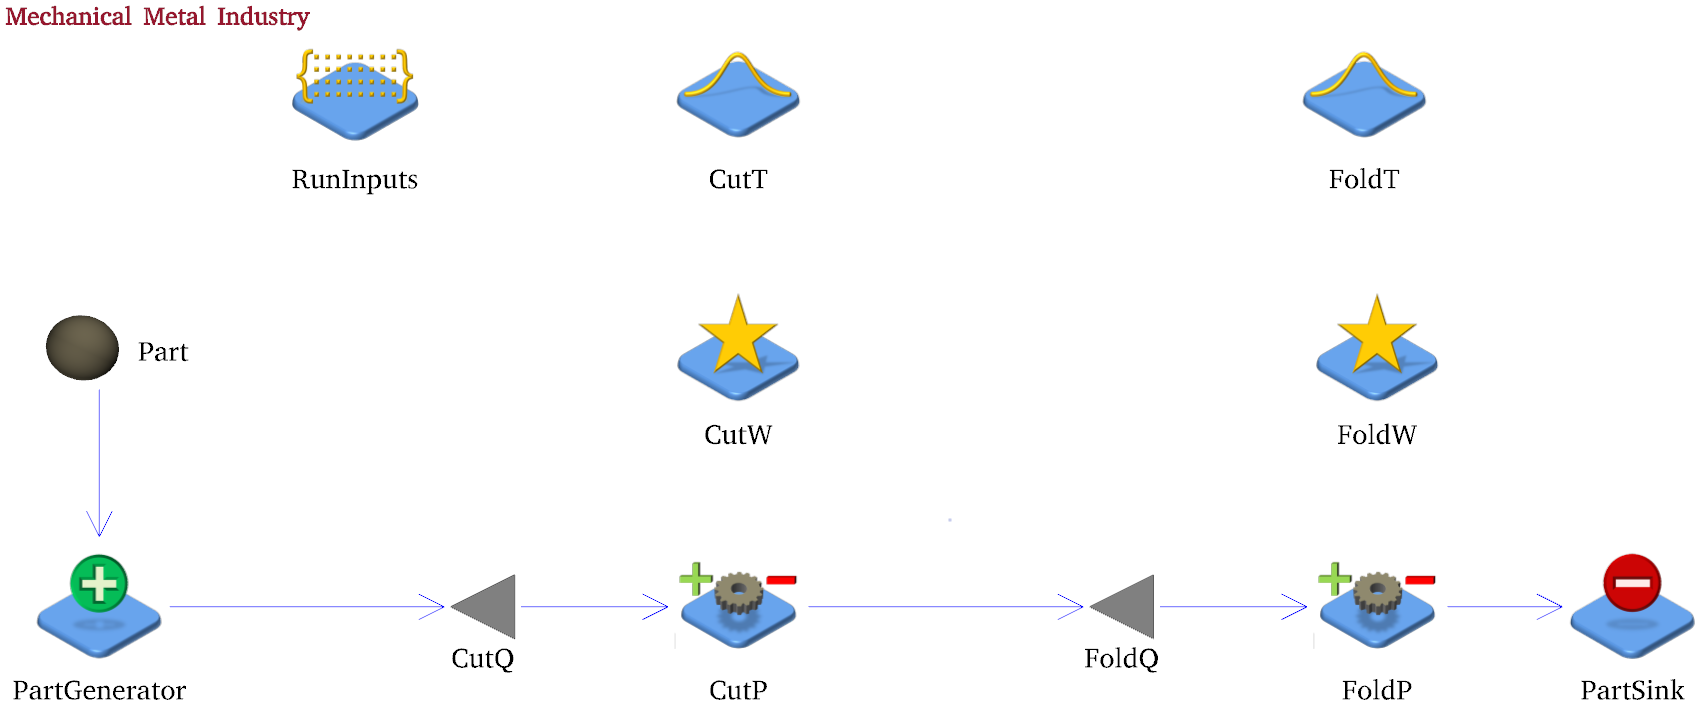 Mechanical Metal Industry
RunInputs
CutT
FoldT
Part
CutW
FoldW
CutQ
FoldQ
PartGenerator
CutP
FoldP
PartSink